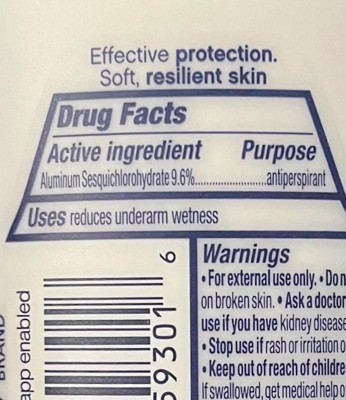 Effective protection.
Soft, resilient skin
Drug Facts
Active ingredient Purpose
Aluminum Sesquichlorohydrate 9.6%..............................antiperspirant
Uses reduces underarm wetness
Warnings
• For external use only. • Do n
on broken skin. • Ask a doctor
use if you have kidney disease
• Stop use if rash or irritation o
• Keep out of reach of childre
If swallowed, get medical help o
59301 6
app enabled
BRAND